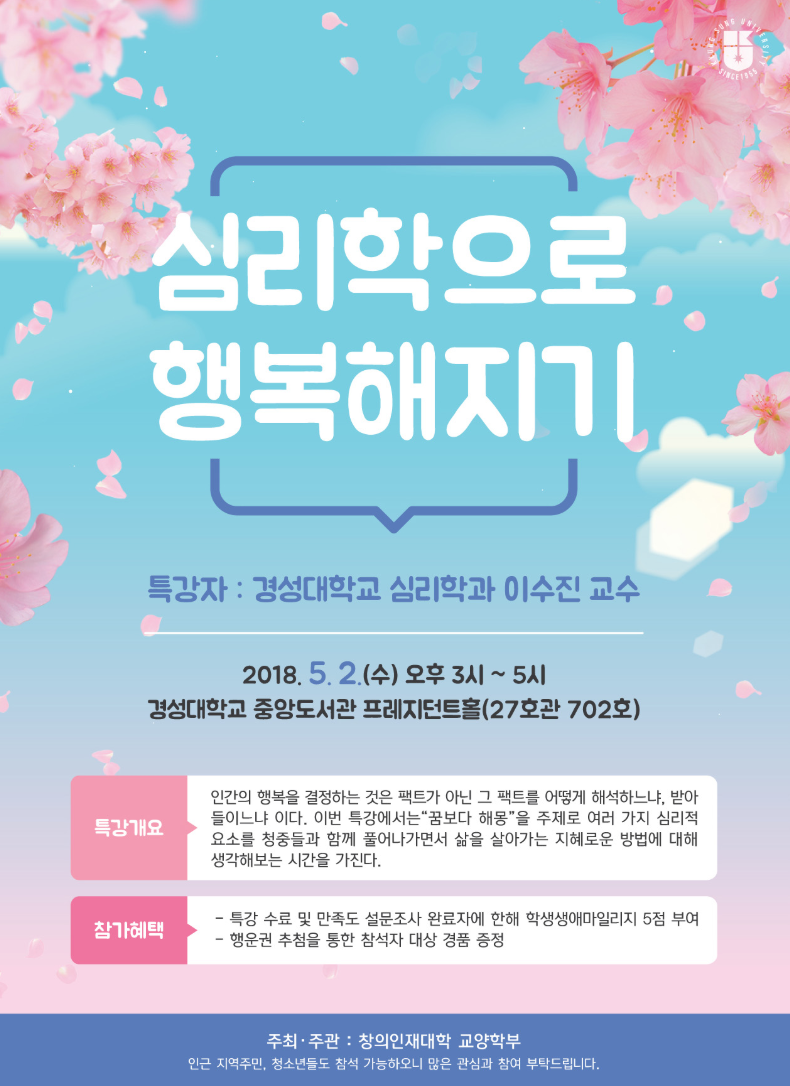 KYUNGSUNG UNIVERSITY
SINCE 1955
심리학으로
행복해지기
특강자 : 경성대학교 심리학과 이수진 교수
2018. 5. 2.(수) 오후 3시 ~ 5시
경성대학교 중앙도서관 프레지던트홀(27호관 702호)
특강개요
인간의 행복을 결정하는 것은 팩트가 아닌 그 팩트를 어떻게 해석하느냐, 받아
들이느냐 이다. 이번 특강에서는“꿈보다 해몽”을 주제로 여러 가지 심리적
요소를 청중들과 함께 풀어나가면서 삶을 살아가는 지혜로운 방법에 대해
생각해보는 시간을 가진다.
참가혜택
- 특강 수료 및 만족도 설문조사 완료자에 한해 학생생애마일리지 5점 부여
- 행운권 추첨을 통한 참석자 대상 경품 증정
주최·주관 : 창의인재대학 교양학부
인근 지역주민, 청소년들도 참석 가능하오니 많은 관심과 참여 부탁드립니다.